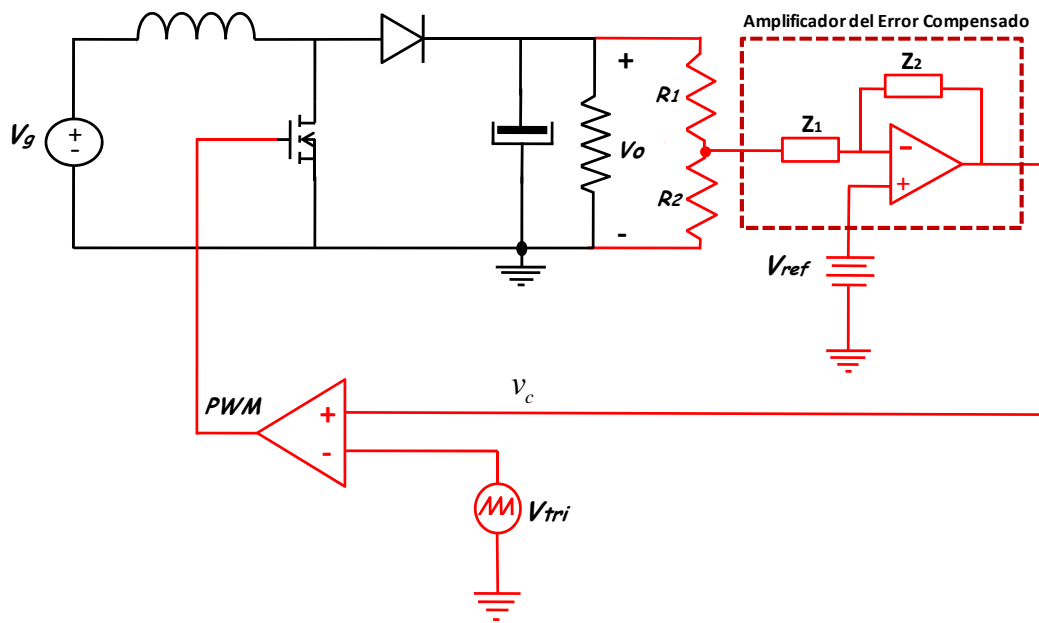 Amplificador del Error Compensado
Z2
Z1
R1
+
+
-
Vg
Vo
-
+
R2
-
Vref
vc
PWM
+
-
Vtri